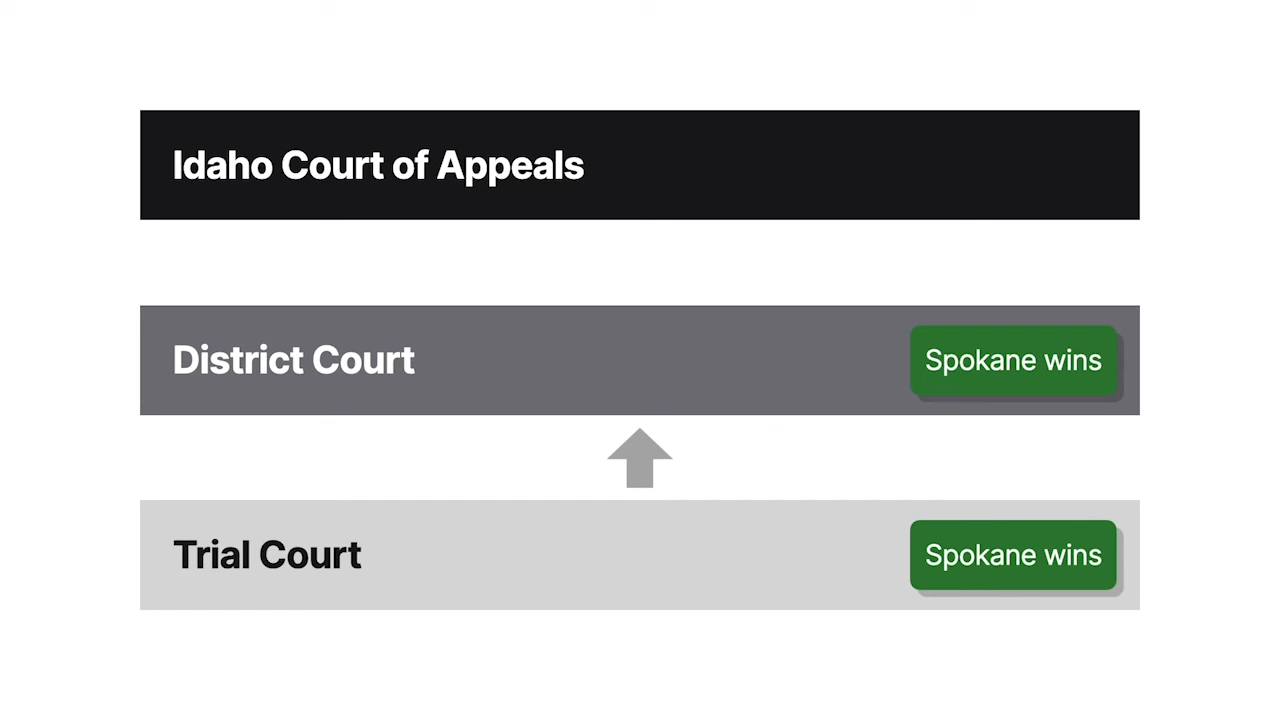 Idaho Court of Appeals
District Court
Spokane wins
Trial Court
Spokane wins